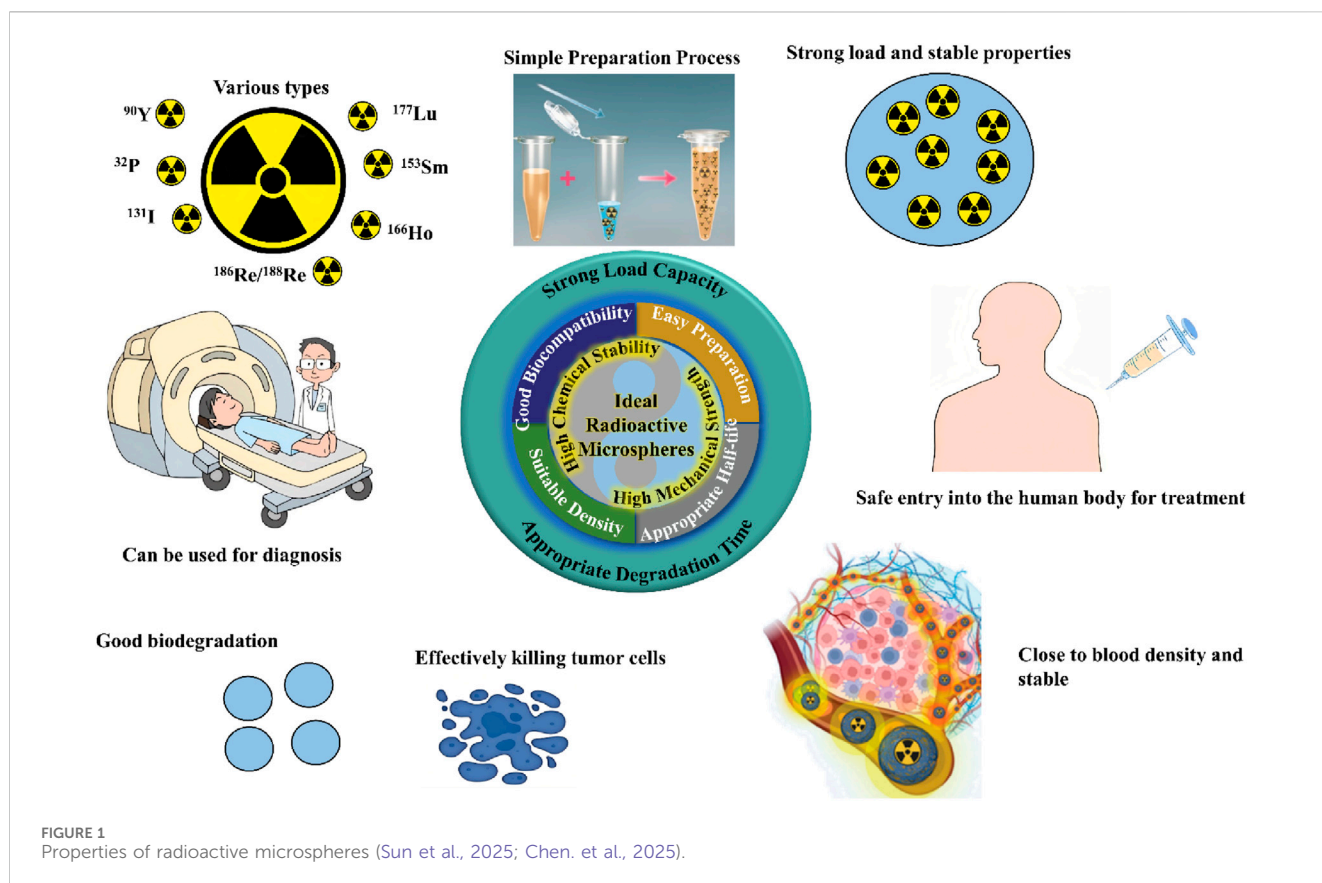 Various types
⁹⁰Y
³²P
¹³¹I
¹⁸⁶Re/¹⁸⁸Re
¹⁷⁷Lu
¹⁵³Sm
¹⁶⁶Ho
Simple Preparation Process
Strong load and stable properties
Strong Load Capacity
Good Biocompatibility
Easy Preparation
High Chemical Stability
High Mechanical Strength
Ideal
Radioactive
Microspheres
Suitable Density
Appropriate Half-life
Appropriate Degradation Time
Can be used for diagnosis
Safe entry into the human body for treatment
Good biodegradation
Effectively killing tumor cells
Close to blood density and
stable
FIGURE 1
Properties of radioactive microspheres (Sun et al., 2025; Chen. et al., 2025).